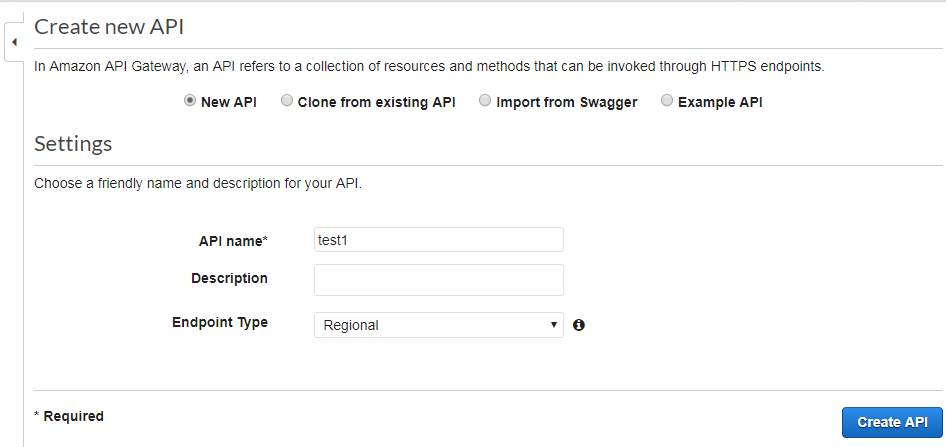 Create new API
In Amazon API Gateway, an API refers to a collection of resources and methods that can be invoked through HTTPS endpoints.
New API Clone from existing API Import from Swagger Example API
Settings
Choose a friendly name and description for your API.
API name* test1
Description
Endpoint Type Regional
* Required
Create API